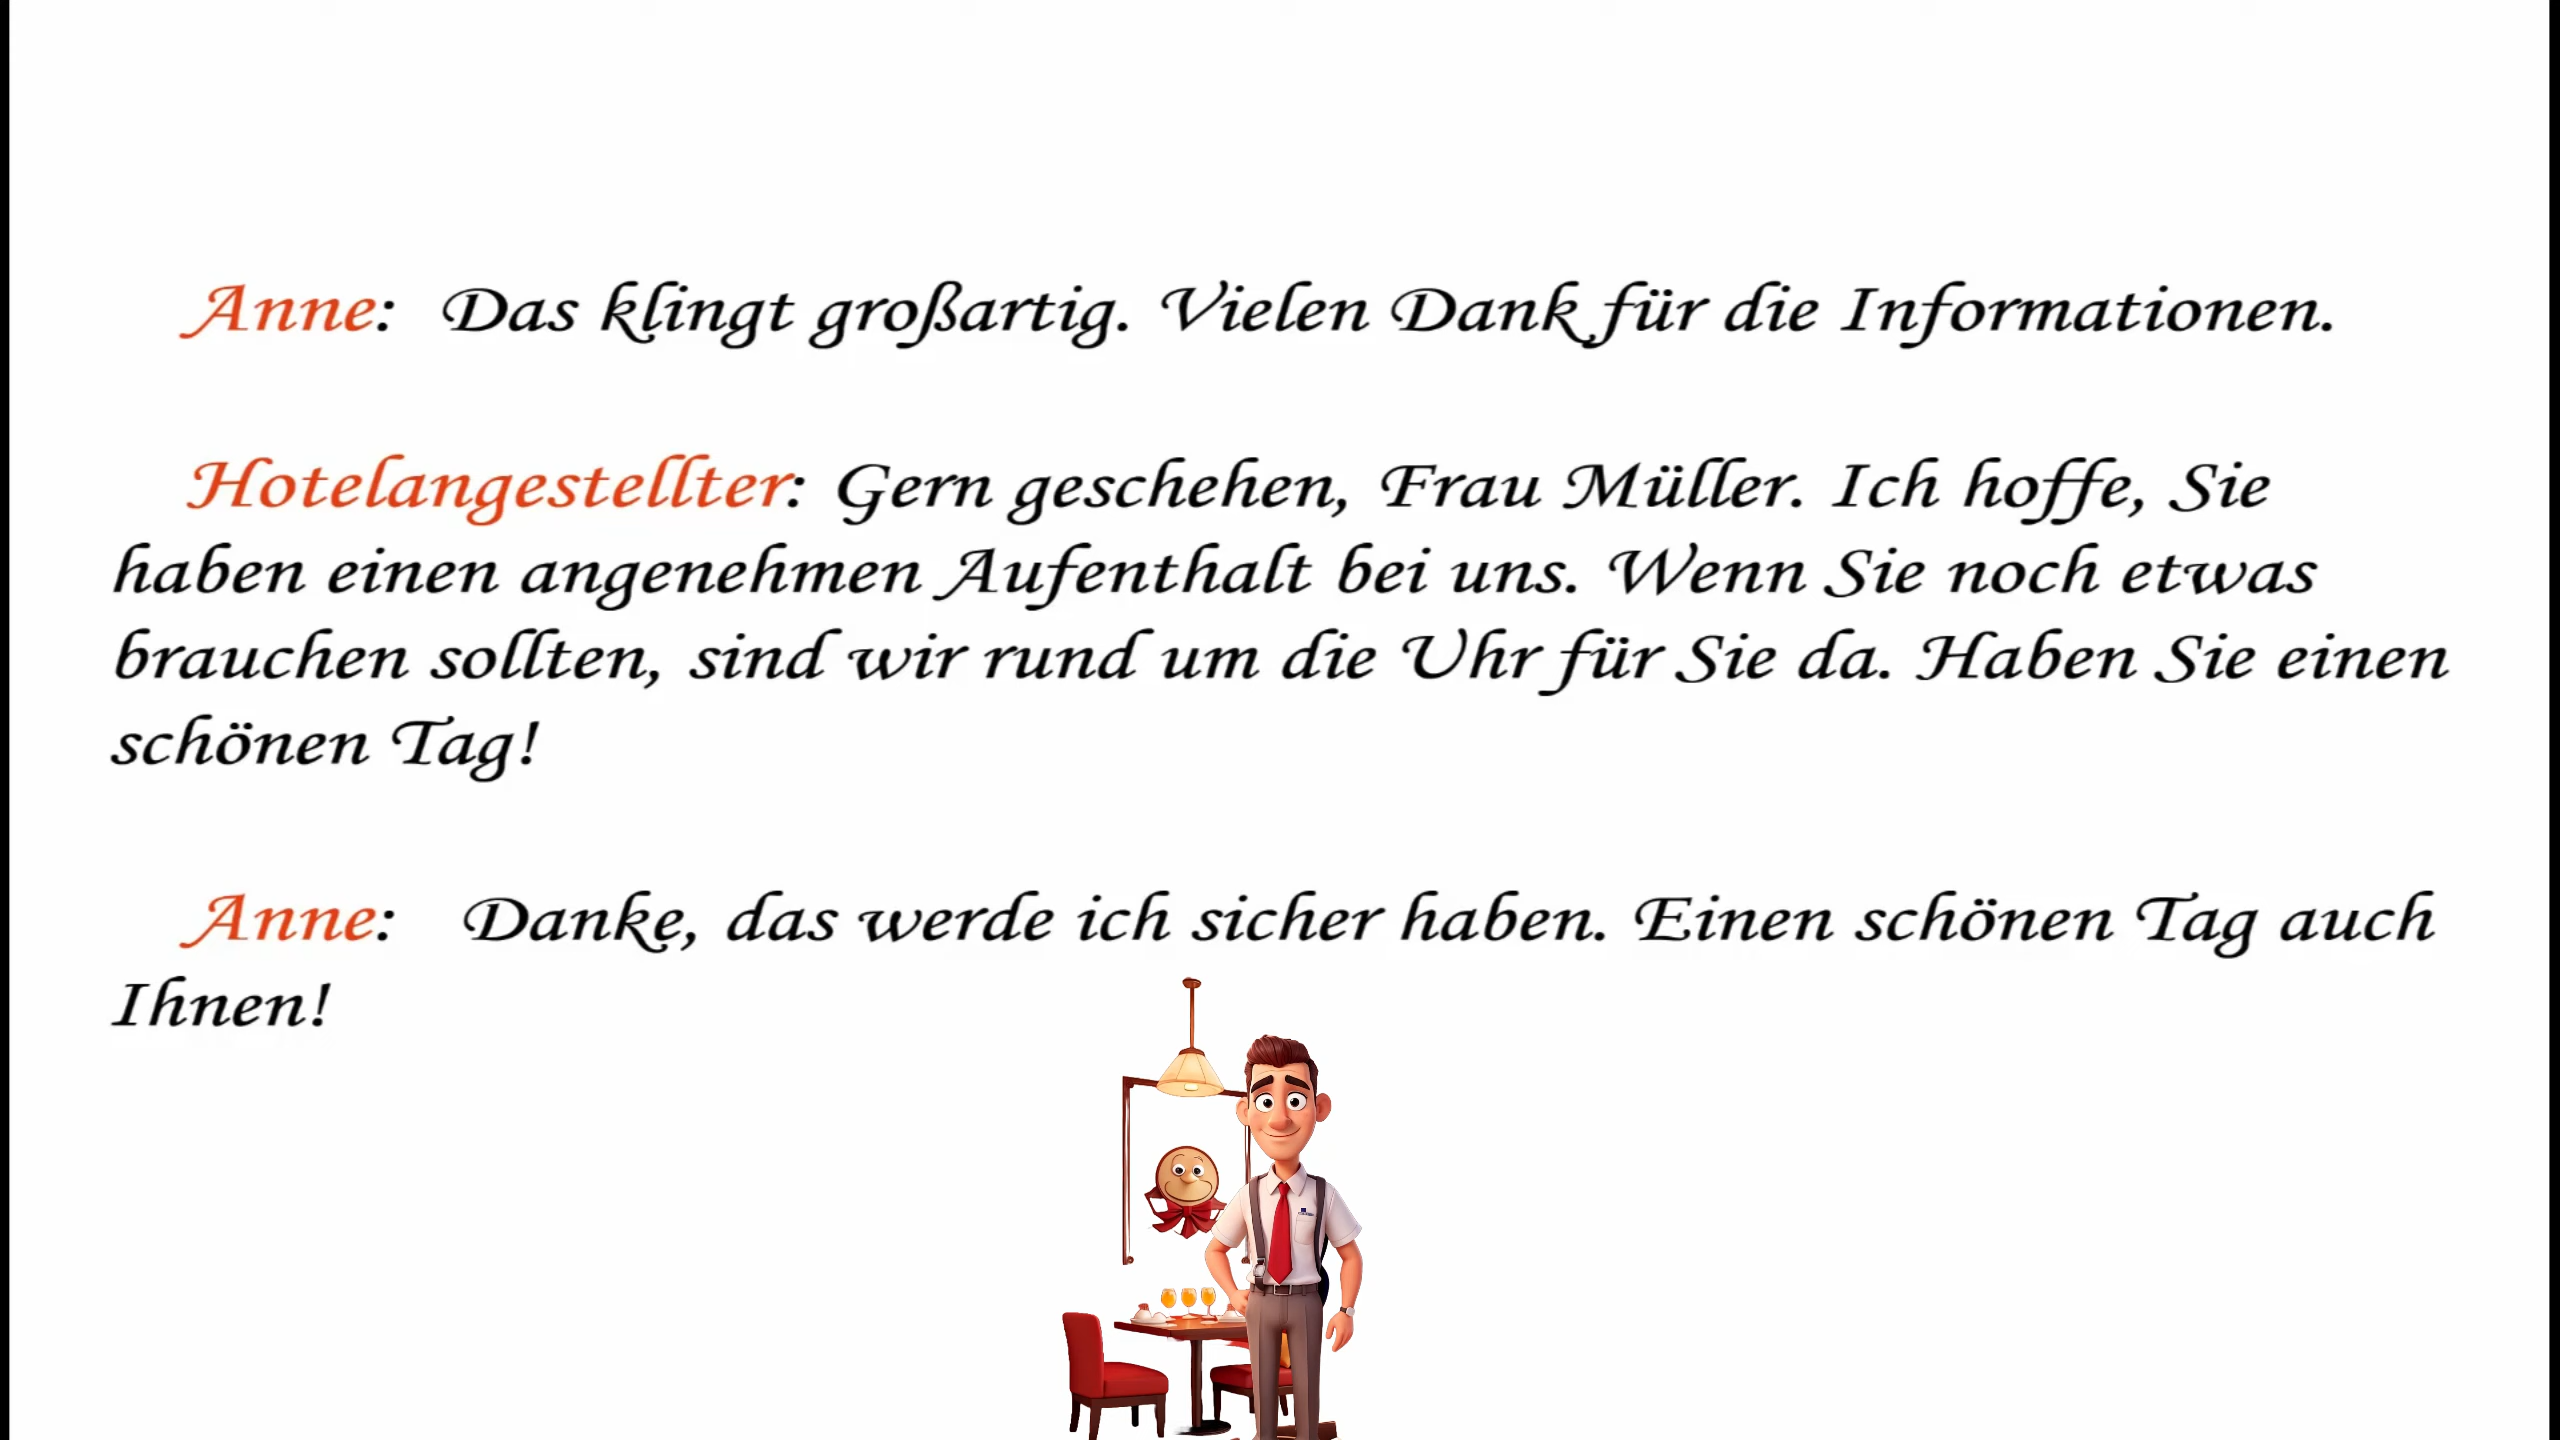 Anne: Das klingt großartig. Vielen Dank für die Informationen.
Hotelangestellter: Gern geschehen, Frau Müller. Ich hoffe, Sie
haben einen angenehmen Aufenthalt bei uns. Wenn Sie noch etwas
brauchen sollten, sind wir rund um die Uhr für Sie da. Haben Sie einen
schönen Tag!
Anne: Danke, das werde ich sicher haben. Einen schönen Tag auch
Ihnen!